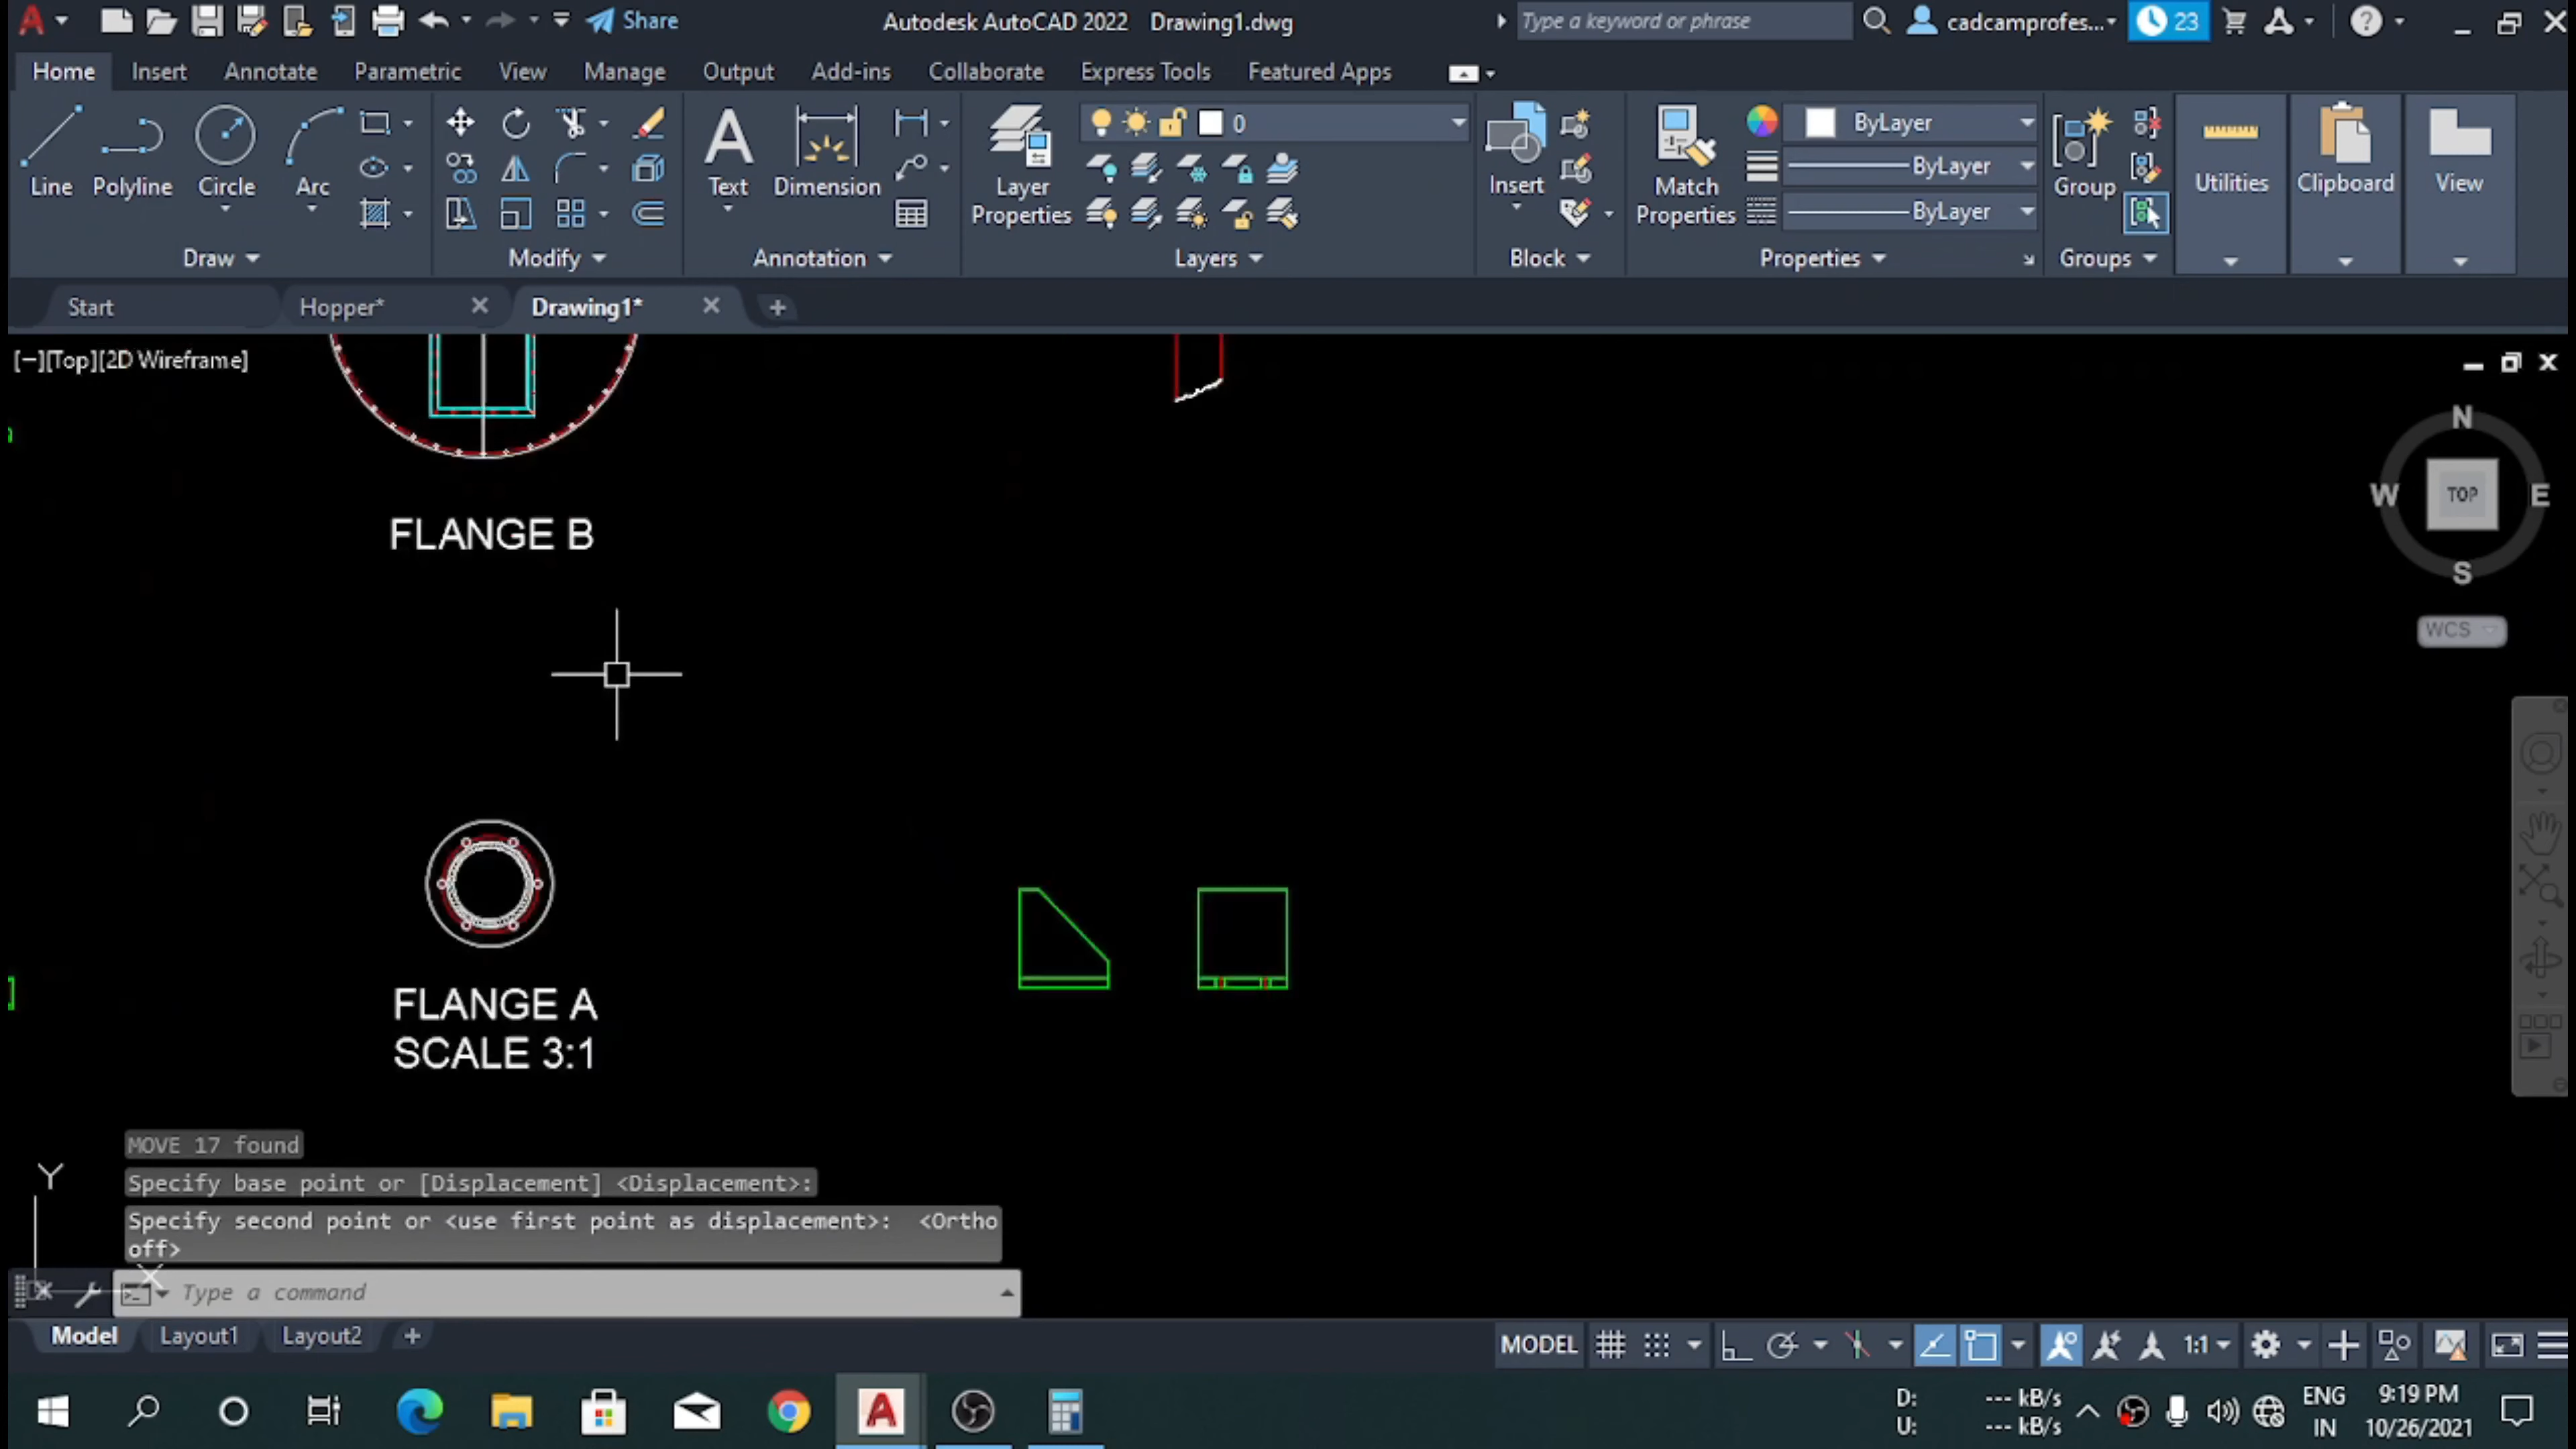 Share
Autodesk AutoCAD 2022 Drawing1.dwg
Type a keyword or phrase
cadcamprofes...
23
Home Insert Annotate Parametric View Manage Output Add-ins Collaborate Express Tools Featured Apps
Line Polyline Circle Arc
Text Dimension
Layer Properties
0
Insert
Match Properties
ByLayer
ByLayer
ByLayer
Group
Utilities Clipboard View
Draw Modify Annotation Layers Block Properties Groups
Start Hopper* Drawing1*
[−][Top][2D Wireframe]
N
W TOP E
S
WCS
FLANGE B
FLANGE A
SCALE 3:1
MOVE 17 found
Specify base point or [Displacement] <Displacement>:
Specify second point or <use first point as displacement>: <Ortho
off>
Y
X
Type a command
Model Layout1 Layout2
MODEL
1:1
D: --- kB/s
U: --- kB/s
ENG
IN
9:19 PM
10/26/2021